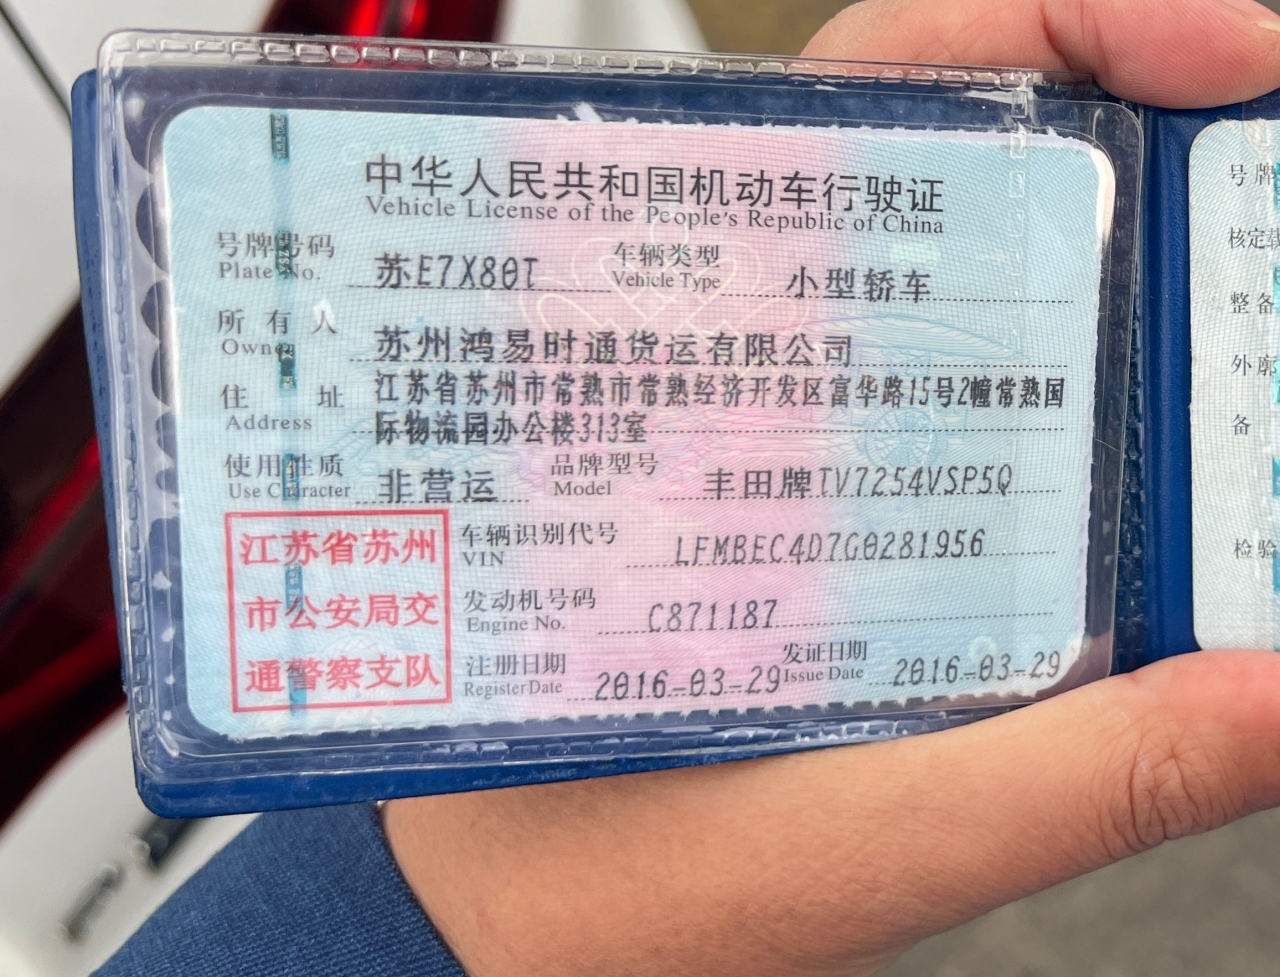 中华人民共和国机动车行驶证
Vehicle License of the People's Republic of China
号牌号码
Plate No.
苏E7X80T
车辆类型
Vehicle Type
小型轿车
所有人
Owner
苏州鸿易时通货运有限公司
住址
Address
江苏省苏州市常熟市常熟经济开发区富华路15号2幢常熟国
际物流园办公楼313室
使用性质
Use Character
非营运
品牌型号
Model
丰田牌TV7254VSP5Q
江苏省苏州
市公安局交
通警察支队
车辆识别代号
VIN
LFMBEC4D7G0281956
发动机号码
Engine No.
C871187
注册日期
Register Date
2016-03-29
发证日期
Issue Date
2016-03-29
号牌
核定载
整备
外廓
备
检验